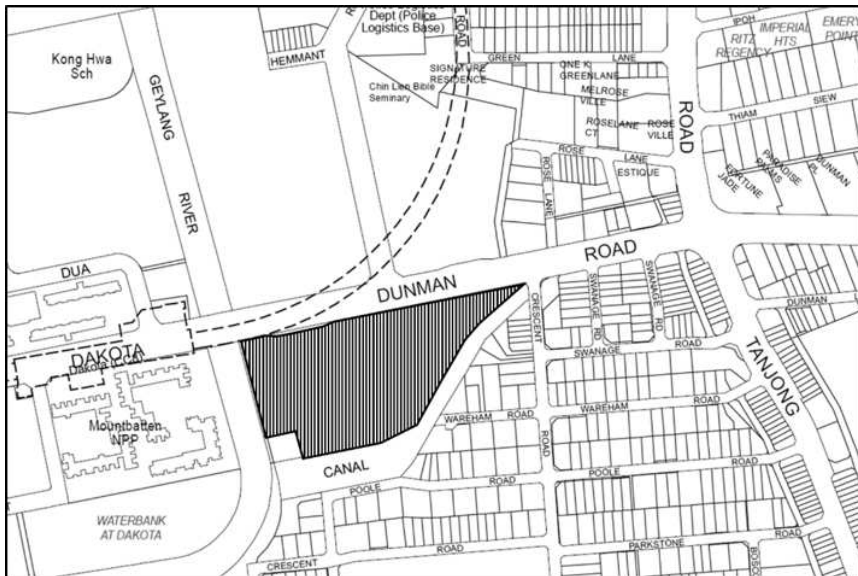 Dept (Police
Logistics Base)
ROAD
HEMMANT
Kong Hwa
Sch
GEYLANG
RIVER
SIGNATURE
RESIDENCE
GREEN
LANE
ONE K
GREENLANE
Chin Lien Bible
Seminary
MELROSE
VILLE
ROSELANE
CT
ROSE
VILLE
ROSE
LANE
ESTIQUE
ROSE LANE
ROAD
IPOH
RITZ
REGENCY
IMPERIAL
HTS
EMERY
POINT
THIAM
SIEW
FORTUNE
JADE
PARADISE
PALMS
DUNMAN
PL
DUA
DUNMAN
ROAD
DAKOTA
Mountbatten
NPP
WATERBANK
AT DAKOTA
CANAL
CRESCENT
ROAD
SWANAGE RD
SWANAGE RD
SWANAGE
ROAD
DUNMAN
TANJONG
WAREHAM
ROAD
WAREHAM
ROAD
POOLE
ROAD
POOLE
ROAD
CRESCENT
ROAD
PARKSTONE
ROAD